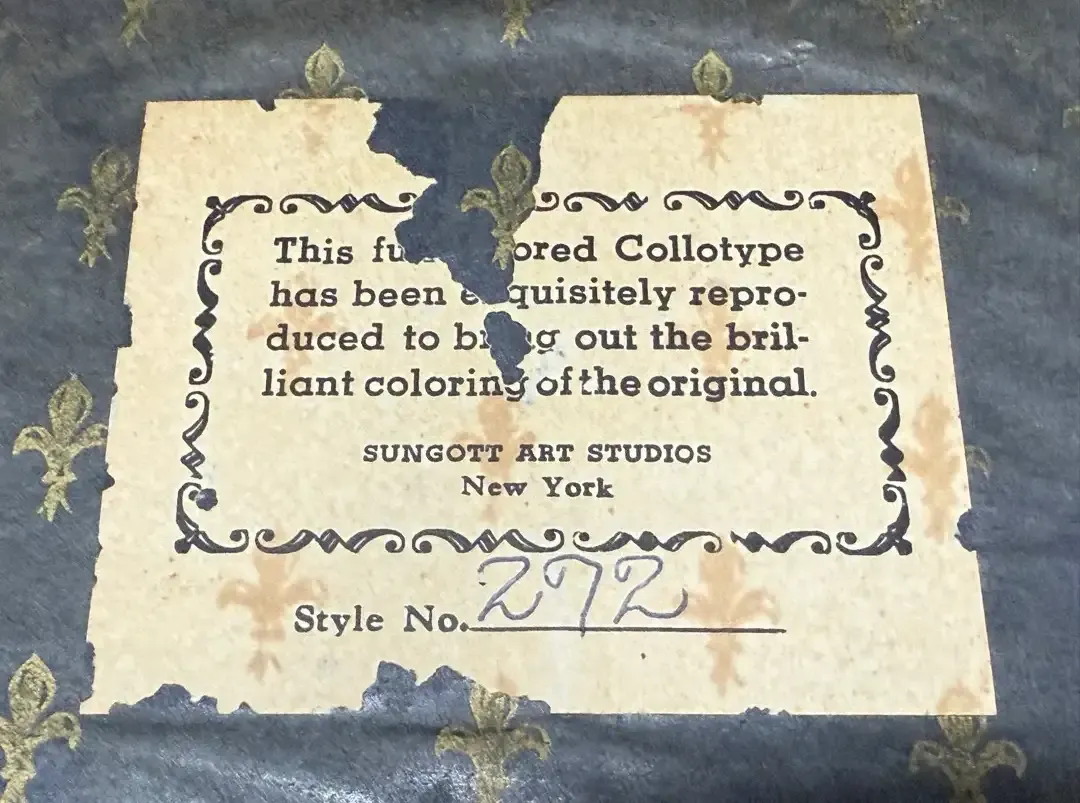 This ored Collotype
has been quisitely repro-
duced to out the bril-
liant coloring of the original.
SUNGOTT ART STUDIOS
New York
Style No. 272